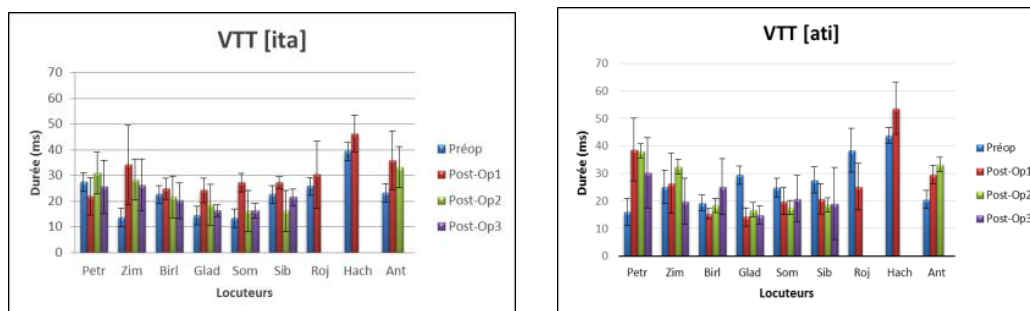 VTT [ita]
70
60
50
40
30
20
10
0
Durée (ms)
Petr Zim Birl Glad Som Sib Roj Hach Ant
Locuteurs
Préop
Post-Op1
Post-Op2
Post-Op3
VTT [ati]
70
60
50
40
30
20
10
0
Durée (ms)
Petr Zim Birl Glad Som Sib Roj Hach Ant
Locuteurs
Préop
Post-Op1
Post-Op2
Post-Op3